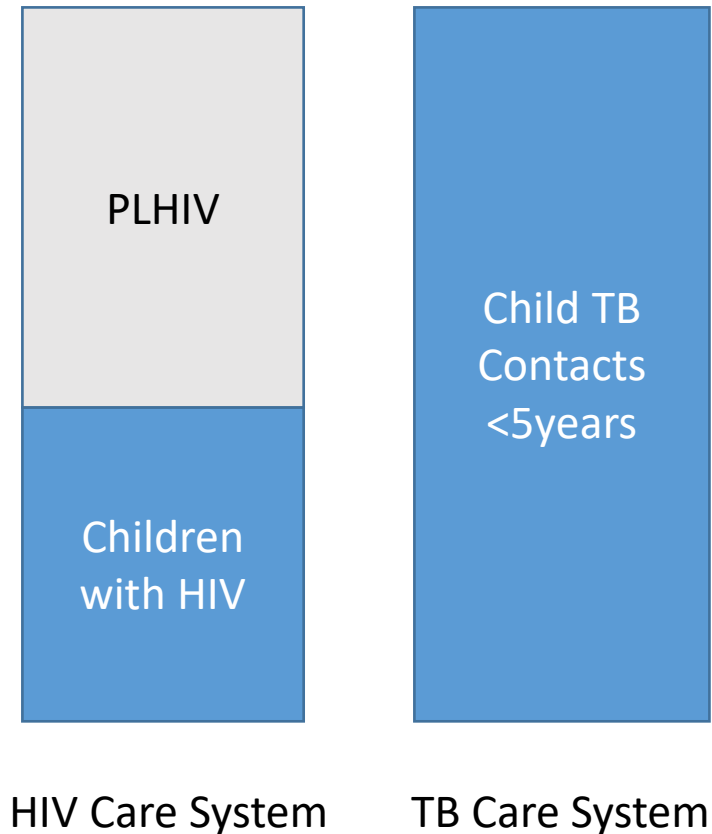 PLHIV
Children
with HIV
Child TB
Contacts
<5years
HIV Care System
TB Care System